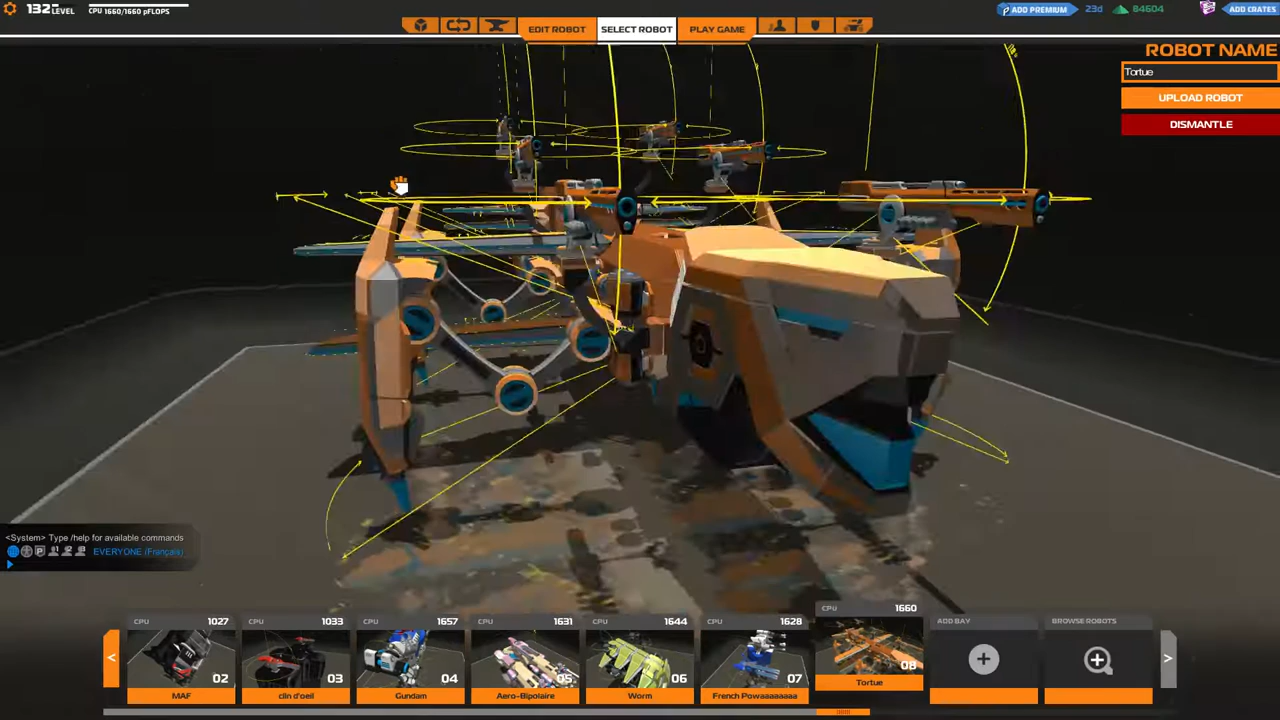 132 LEVEL
CPU 1660/1660 pFLOPS
EDIT ROBOT
SELECT ROBOT
PLAY GAME
ADD PREMIUM
23d
84604
ADD CRATES
ROBOT NAME
Tortue
UPLOAD ROBOT
DISMANTLE
<System> Type /help for available commands
EVERYONE (Français)
CPU 1027
02
MAF
CPU 1033
03
clin d'oeil
CPU 1657
04
Gundam
CPU 1631
05
Aero-Bipolaire
CPU 1644
06
Worm
CPU 1628
07
French Powaaaaaaa
CPU 1660
08
Tortue
ADD BAY
BROWSE ROBOTS